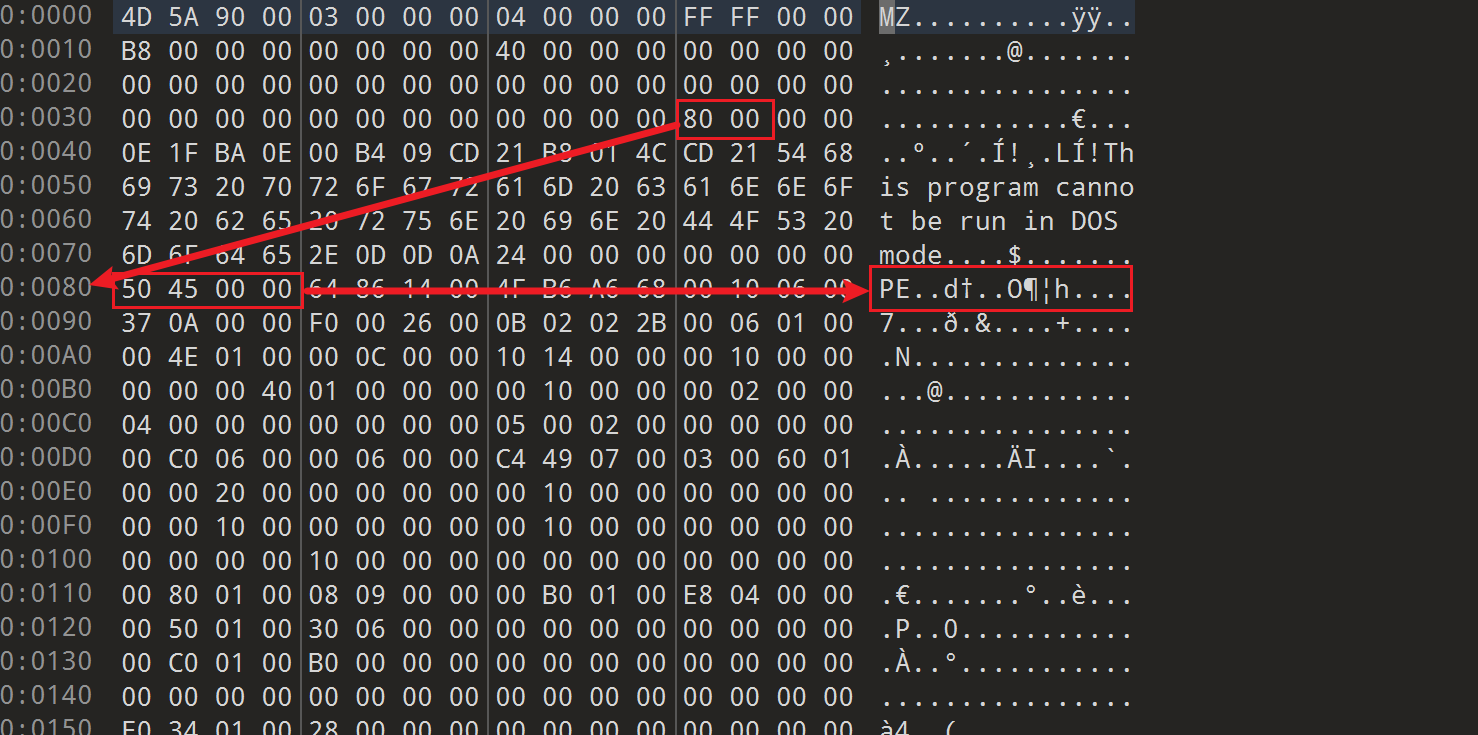 0:0000 4D 5A 90 00 03 00 00 00 04 00 00 00 FF FF 00 00 MZ..........ÿÿ..
0:0010 B8 00 00 00 00 00 00 00 40 00 00 00 00 00 00 00 ¸.......@.......
0:0020 00 00 00 00 00 00 00 00 00 00 00 00 00 00 00 00 ................
0:0030 00 00 00 00 00 00 00 00 00 00 00 00 80 00 00 00 ............€...
0:0040 0E 1F BA 0E 00 B4 09 CD 21 B8 01 4C CD 21 54 68 ..º..´.Í!¸.LÍ!Th
0:0050 69 73 20 70 72 6F 67 72 61 6D 20 63 61 6E 6E 6F is program canno
0:0060 74 20 62 65 20 72 75 6E 20 69 6E 20 44 4F 53 20 t be run in DOS
0:0070 6D 6F 64 65 2E 0D 0D 0A 24 00 00 00 00 00 00 00 mode....$.......
0:0080 50 45 00 00 64 86 14 00 4F B6 A6 68 00 10 06 00 PE..d†..O¶¦h....
0:0090 37 0A 00 00 F0 00 26 00 0B 02 02 2B 00 06 01 00 7...ð.&....+....
0:00A0 00 4E 01 00 00 0C 00 00 10 14 00 00 00 10 00 00 .N..............
0:00B0 00 00 00 40 01 00 00 00 00 10 00 00 00 02 00 00 ...@............
0:00C0 04 00 00 00 00 00 00 00 05 00 02 00 00 00 00 00 ................
0:00D0 00 C0 06 00 00 06 00 00 C4 49 07 00 03 00 60 01 .À......ÄI....`.
0:00E0 00 00 20 00 00 00 00 00 00 10 00 00 00 00 00 00 .. .............
0:00F0 00 00 10 00 00 00 00 00 00 10 00 00 00 00 00 00 ................
0:0100 00 00 00 00 10 00 00 00 00 00 00 00 00 00 00 00 ................
0:0110 00 80 01 00 08 09 00 00 00 B0 01 00 E8 04 00 00 .€.......°..è...
0:0120 00 50 01 00 30 06 00 00 00 00 00 00 00 00 00 00 .P..0...........
0:0130 00 C0 01 00 B0 00 00 00 00 00 00 00 00 00 00 00 .À..°...........
0:0140 00 00 00 00 00 00 00 00 00 00 00 00 00 00 00 00 ................
0:0150 E0 34 01 00 28 00 00 00 00 00 00 00 00 00 00 00 à4..(